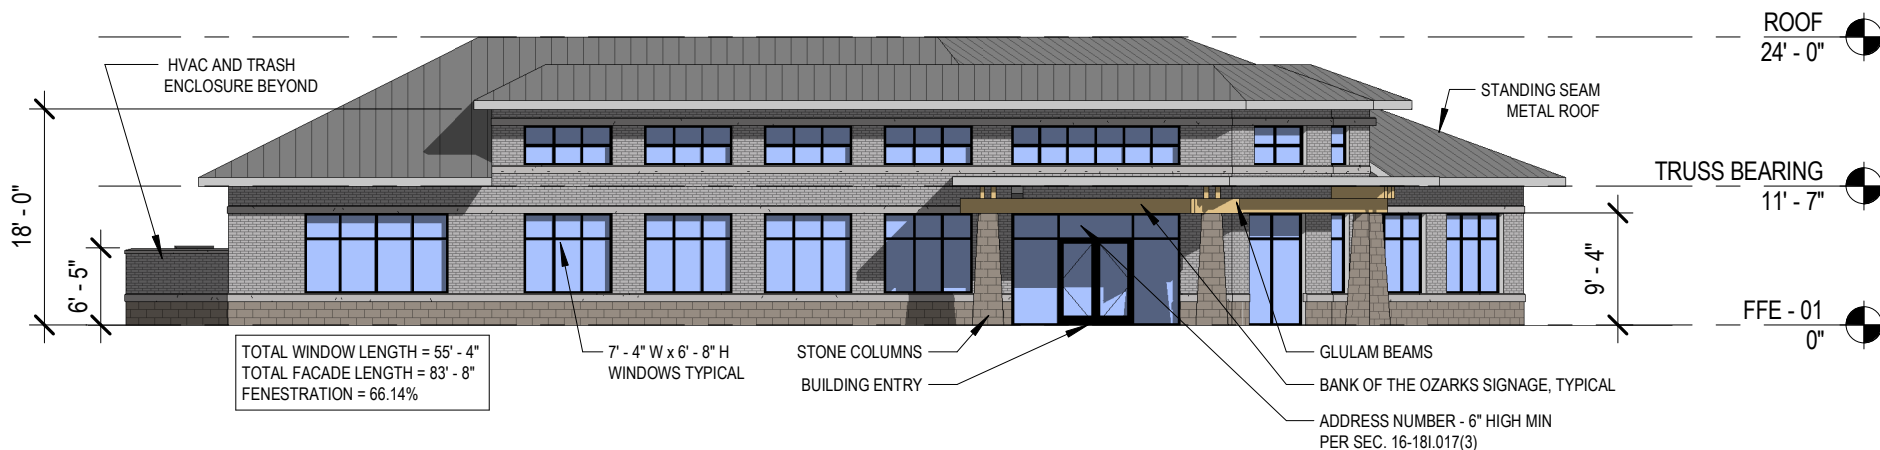 ROOF
24' - 0"
HVAC AND TRASH
ENCLOSURE BEYOND
STANDING SEAM
METAL ROOF
TRUSS BEARING
11' - 7"
18' - 0"
6' - 5"
9' - 4"
FFE - 01
0"
TOTAL WINDOW LENGTH = 55' - 4"
TOTAL FACADE LENGTH = 83' - 8"
FENESTRATION = 66.14%
7' - 4" W x 6' - 8" H
WINDOWS TYPICAL
STONE COLUMNS
BUILDING ENTRY
GLULAM BEAMS
BANK OF THE OZARKS SIGNAGE, TYPICAL
ADDRESS NUMBER - 6" HIGH MIN
PER SEC. 16-18I.017(3)